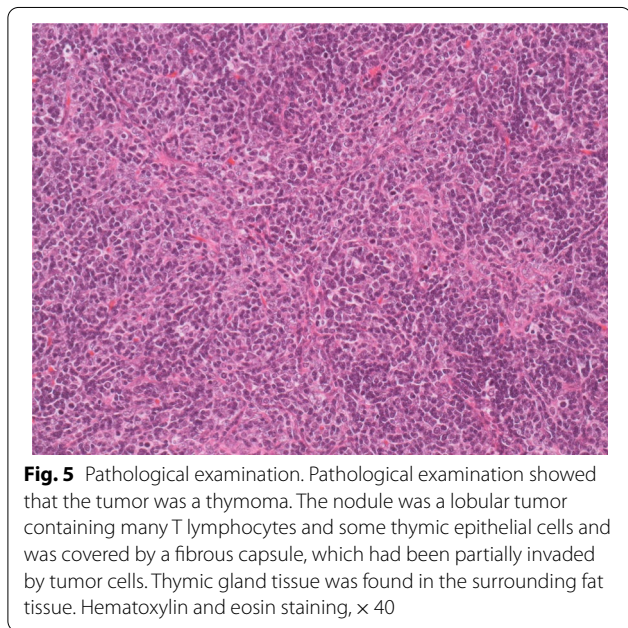 Fig. 5 Pathological examination. Pathological examination showed
that the tumor was a thymoma. The nodule was a lobular tumor
containing many T lymphocytes and some thymic epithelial cells and
was covered by a fibrous capsule, which had been partially invaded
by tumor cells. Thymic gland tissue was found in the surrounding fat
tissue. Hematoxylin and eosin staining, × 40